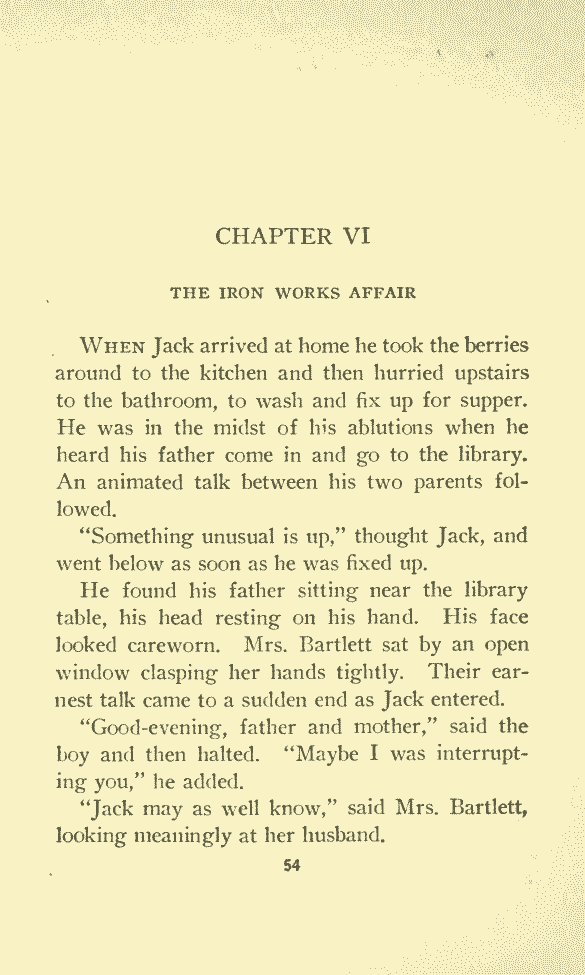 CHAPTER VI
THE IRON WORKS AFFAIR
WHEN Jack arrived at home he took the berries
around to the kitchen and then hurried upstairs
to the bathroom, to wash and fix up for supper.
He was in the midst of his ablutions when he
heard his father come in and go to the library.
An animated talk between his two parents fol-
lowed.
“Something unusual is up,” thought Jack, and
went below as soon as he was fixed up.
He found his father sitting near the library
table, his head resting on his hand. His face
looked careworn. Mrs. Bartlett sat by an open
window clasping her hands tightly. Their ear-
nest talk came to a sudden end as Jack entered.
“Good-evening, father and mother,” said the
boy and then halted. “Maybe I was interrupt-
ing you,” he added.
“Jack may as well know,” said Mrs. Bartlett,
looking meaningly at her husband.
54